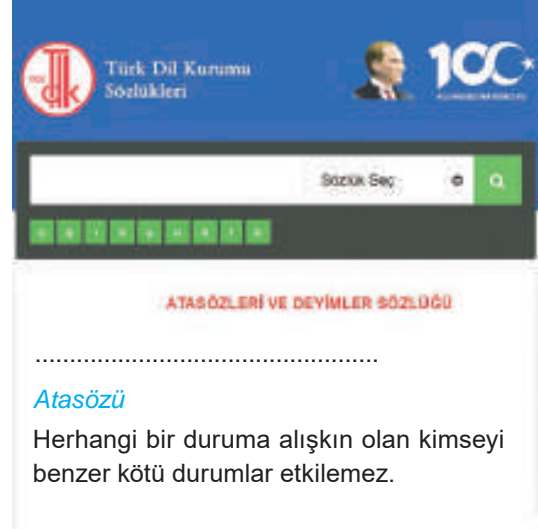 Türk Dil Kurumu
Sözlükleri
100
Sözlük Seç
ATASÖZLERİ VE DEYİMLER SÖZLÜĞÜ
..................................................
Atasözü
Herhangi bir duruma alışkın olan kimseyi
benzer kötü durumlar etkilemez.